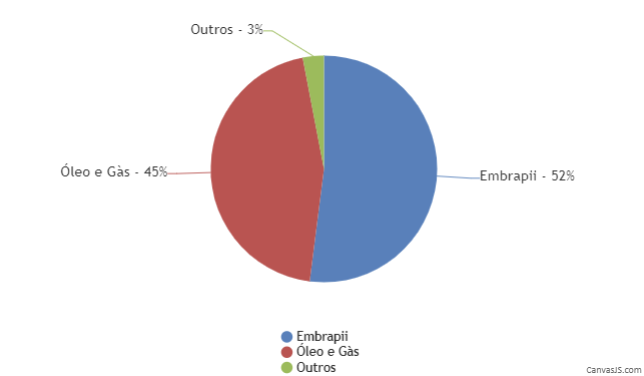 Outros - 3%
Óleo e Gàs - 45%
Embrapii - 52%
Embrapii
Óleo e Gàs
Outros
CanvasJS.com